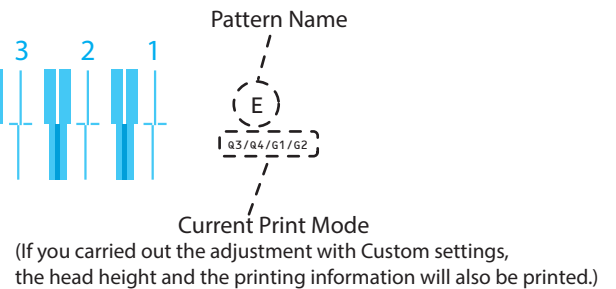 Pattern Name
3 2 1
E
Q3/Q4/G1/G2
Current Print Mode
(If you carried out the adjustment with Custom settings,
the head height and the printing information will also be printed.)